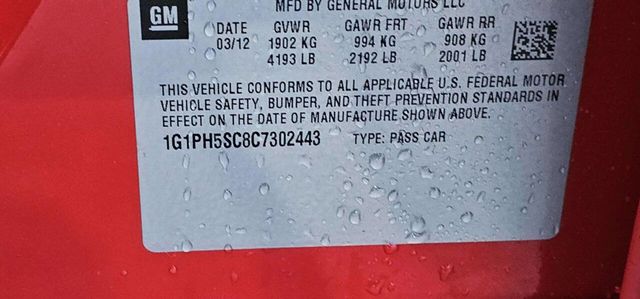 MFD BY GENERAL MOTORS LLC
GM
DATE GVWR GAWR FRT GAWR RR
03/12 1902 KG 994 KG 908 KG
4193 LB 2192 LB 2001 LB
THIS VEHICLE CONFORMS TO ALL APPLICABLE U.S. FEDERAL MOTOR
VEHICLE SAFETY, BUMPER, AND THEFT PREVENTION STANDARDS IN
EFFECT ON THE DATE OF MANUFACTURE SHOWN ABOVE.
1G1PH5SC8C7302443 TYPE: PASS CAR